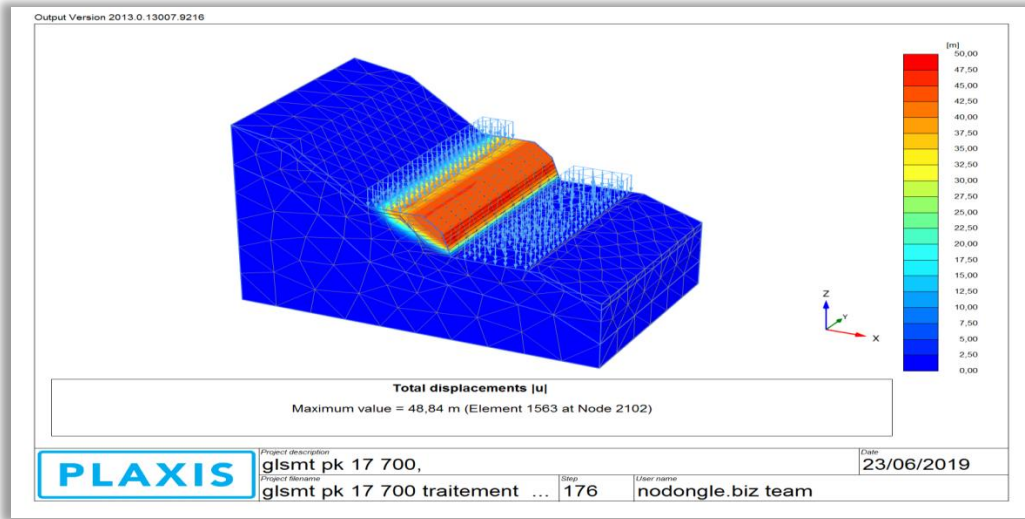 Output Version 2013.0.13007.9216
[m]
50,00
47,50
45,00
42,50
40,00
37,50
35,00
32,50
30,00
27,50
25,00
22,50
20,00
17,50
15,00
12,50
10,00
7,50
5,00
2,50
0,00
Z
Y
X
Total displacements |u|
Maximum value = 48,84 m (Element 1563 at Node 2102)
PLAXIS
Project description
glsmt pk 17 700,
Date
23/06/2019
Project filename
glsmt pk 17 700 traitement ...
Step
176
User name
nodongle.biz team